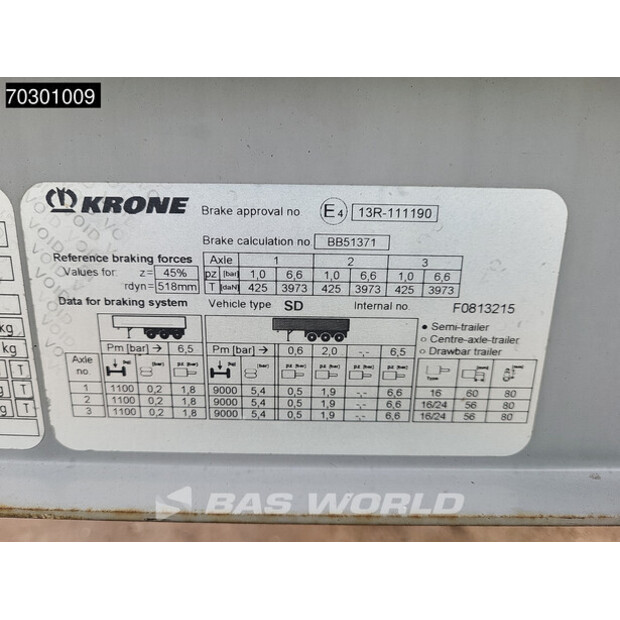 70301009
KRONE Brake approval no E4 13R-111190
Brake calculation no BB51371
Reference braking forces Axle 1 2 3
Values for: z= 45% pz [bar] 1,0 6,6 1,0 6,6 1,0 6,6
rdyn= 518mm T [daN] 425 3973 425 3973 425 3973
Data for braking system Vehicle type SD Internal no. F0813215
• Semi-trailer
○ Centre-axle-trailer
○ Drawbar trailer
Pm [bar] → 6,5 Pm [bar] → 0,6 2,0 -,- 6,5
Axle no.
1 1100 0,2 1,8 9000 5,4 0,5 1,9 -,- 6,6 16 60 80
2 1100 0,2 1,8 9000 5,4 0,5 1,9 -,- 6,6 16/24 56 80
3 1100 0,2 1,8 9000 5,4 0,5 1,9 -,- 6,6 16/24 56 80
kg
kg
g T
g T
T
VOID VOID VOID
BAS WORLD